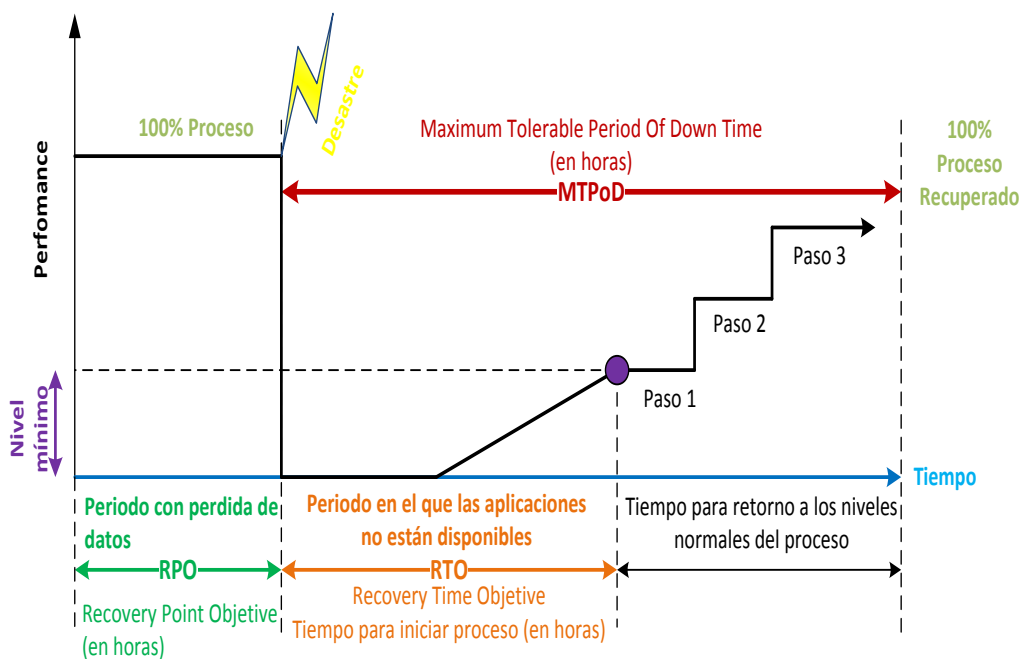 Perfomance
100% Proceso
Desastre
Maximum Tolerable Period Of Down Time
(en horas)
MTPoD
100%
Proceso
Recuperado
Paso 3
Paso 2
Paso 1
Nivel
mínimo
Tiempo
Periodo con perdida de
datos
RPO
Recovery Point Objetive
(en horas)
Periodo en el que las aplicaciones
no están disponibles
RTO
Recovery Time Objetive
Tiempo para iniciar proceso (en horas)
Tiempo para retorno a los niveles
normales del proceso